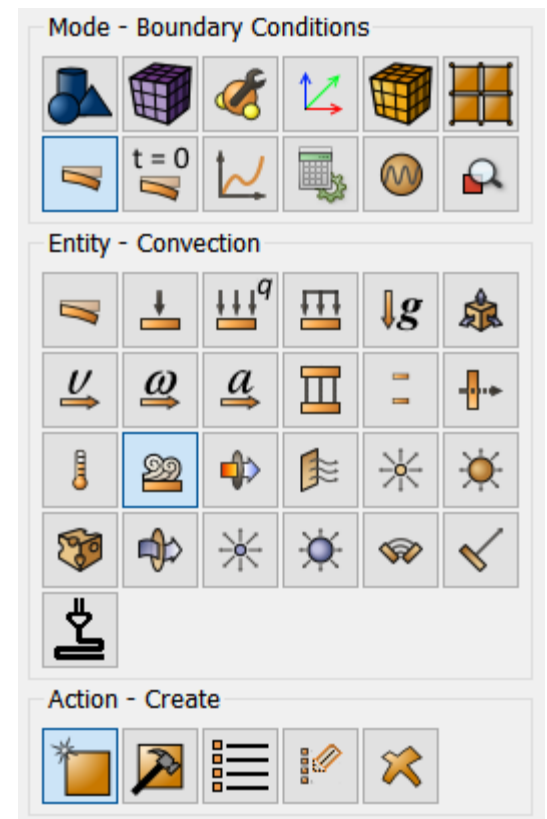 Mode - Boundary Conditions
t = 0
Entity - Convection
q
g
υ
ω
a
Action - Create